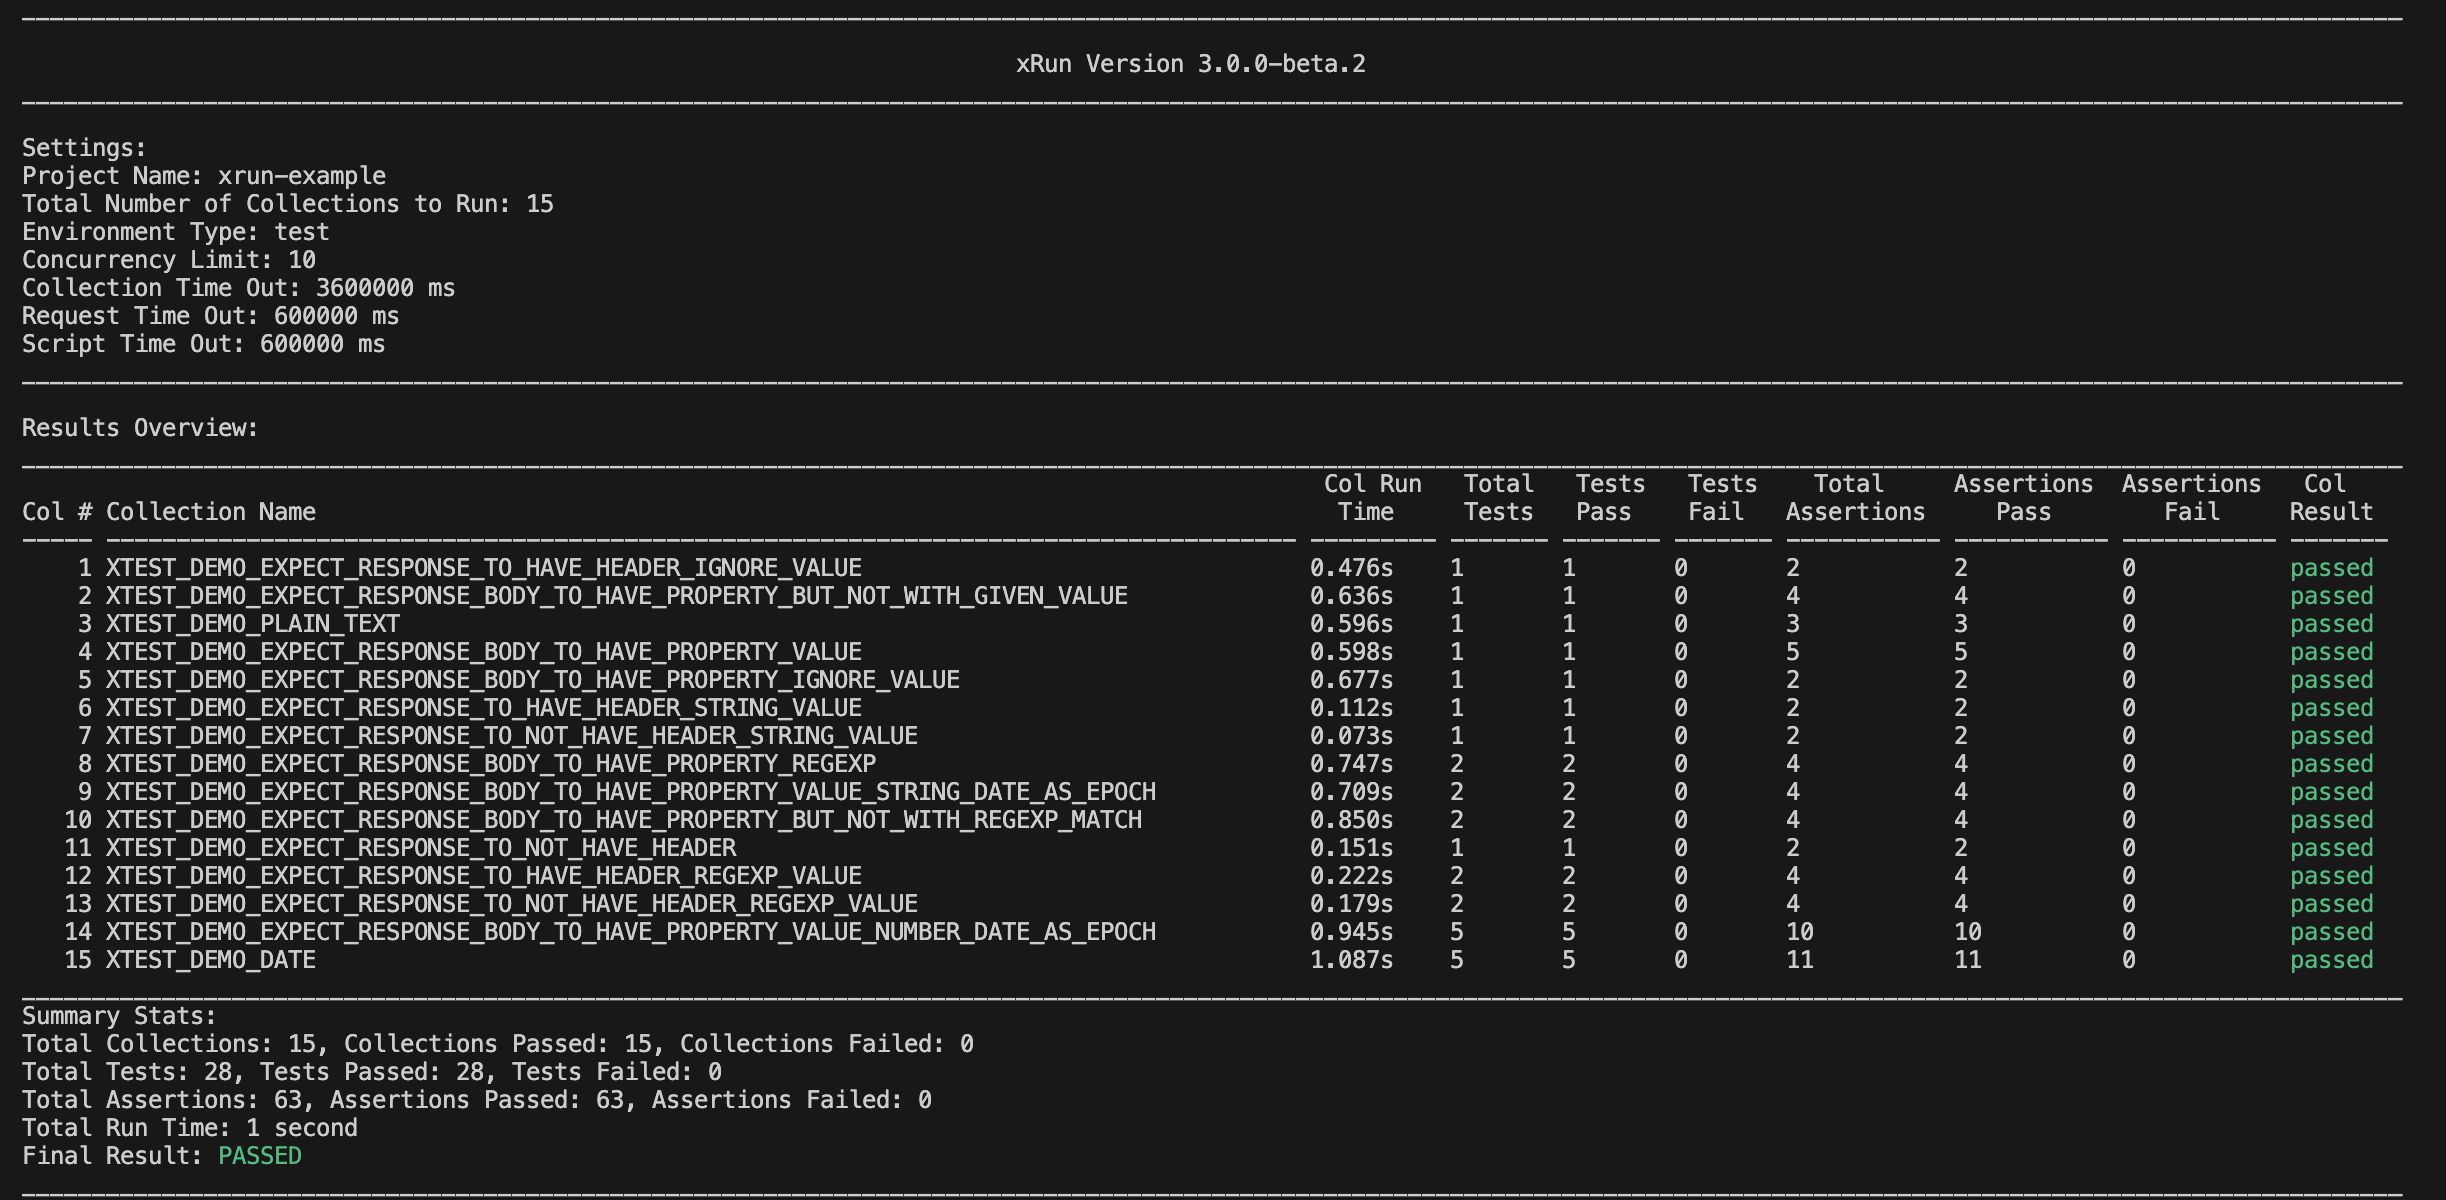 xRun Version 3.0.0-beta.2
Settings:
Project Name: xrun-example
Total Number of Collections to Run: 15
Environment Type: test
Concurrency Limit: 10
Collection Time Out: 3600000 ms
Request Time Out: 600000 ms
Script Time Out: 600000 ms
Results Overview:
Col Run Total Tests Tests Total Assertions Assertions Col
Col # Collection Name Time Tests Pass Fail Assertions Pass Fail Result
1 XTEST_DEMO_EXPECT_RESPONSE_TO_HAVE_HEADER_IGNORE_VALUE 0.476s 1 1 0 2 2 0 passed
2 XTEST_DEMO_EXPECT_RESPONSE_BODY_TO_HAVE_PROPERTY_BUT_NOT_WITH_GIVEN_VALUE 0.636s 1 1 0 4 4 0 passed
3 XTEST_DEMO_PLAIN_TEXT 0.596s 1 1 0 3 3 0 passed
4 XTEST_DEMO_EXPECT_RESPONSE_BODY_TO_HAVE_PROPERTY_VALUE 0.598s 1 1 0 5 5 0 passed
5 XTEST_DEMO_EXPECT_RESPONSE_BODY_TO_HAVE_PROPERTY_IGNORE_VALUE 0.677s 1 1 0 2 2 0 passed
6 XTEST_DEMO_EXPECT_RESPONSE_TO_HAVE_HEADER_STRING_VALUE 0.112s 1 1 0 2 2 0 passed
7 XTEST_DEMO_EXPECT_RESPONSE_TO_NOT_HAVE_HEADER_STRING_VALUE 0.073s 1 1 0 2 2 0 passed
8 XTEST_DEMO_EXPECT_RESPONSE_BODY_TO_HAVE_PROPERTY_REGEXP 0.747s 2 2 0 4 4 0 passed
9 XTEST_DEMO_EXPECT_RESPONSE_BODY_TO_HAVE_PROPERTY_VALUE_STRING_DATE_AS_EPOCH 0.709s 2 2 0 4 4 0 passed
10 XTEST_DEMO_EXPECT_RESPONSE_BODY_TO_HAVE_PROPERTY_BUT_NOT_WITH_REGEXP_MATCH 0.850s 2 2 0 4 4 0 passed
11 XTEST_DEMO_EXPECT_RESPONSE_TO_NOT_HAVE_HEADER 0.151s 1 1 0 2 2 0 passed
12 XTEST_DEMO_EXPECT_RESPONSE_TO_HAVE_HEADER_REGEXP_VALUE 0.222s 2 2 0 4 4 0 passed
13 XTEST_DEMO_EXPECT_RESPONSE_TO_NOT_HAVE_HEADER_REGEXP_VALUE 0.179s 2 2 0 4 4 0 passed
14 XTEST_DEMO_EXPECT_RESPONSE_BODY_TO_HAVE_PROPERTY_VALUE_NUMBER_DATE_AS_EPOCH 0.945s 5 5 0 10 10 0 passed
15 XTEST_DEMO_DATE 1.087s 5 5 0 11 11 0 passed
Summary Stats:
Total Collections: 15, Collections Passed: 15, Collections Failed: 0
Total Tests: 28, Tests Passed: 28, Tests Failed: 0
Total Assertions: 63, Assertions Passed: 63, Assertions Failed: 0
Total Run Time: 1 second
Final Result: PASSED